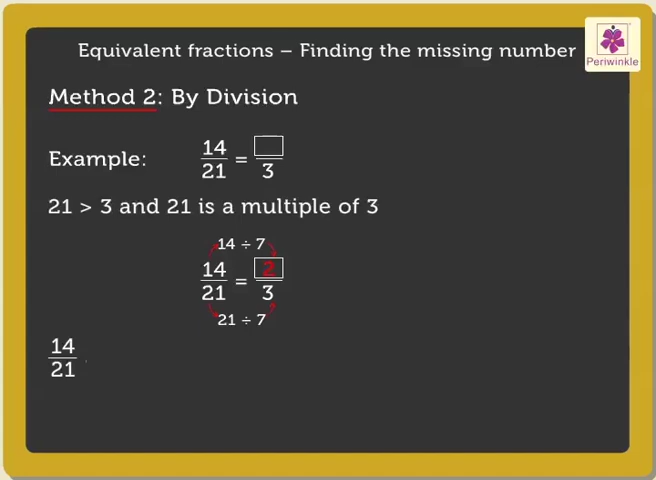 Equivalent fractions – Finding the missing number
Periwinkle
Method 2: By Division
Example: 14/21 = □/3
21 > 3 and 21 is a multiple of 3
14 ÷ 7
14/21 = 2/3
21 ÷ 7
14/21